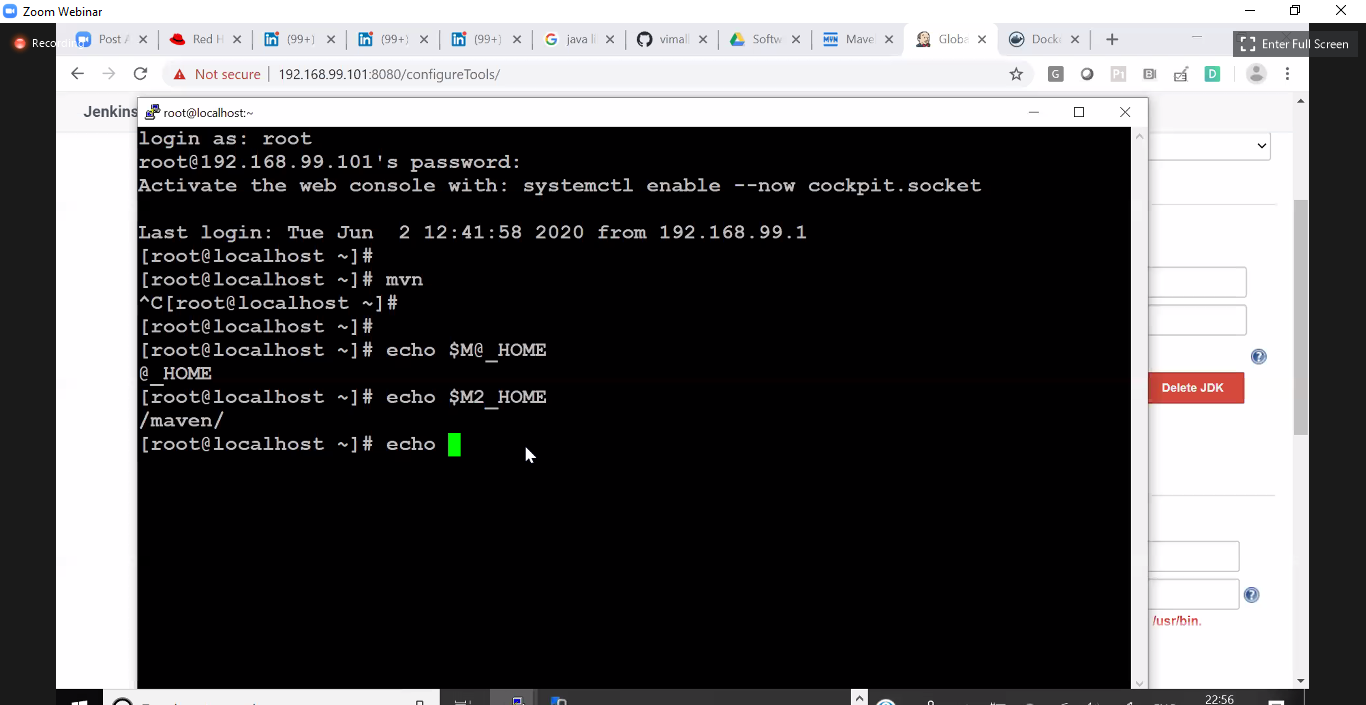 Zoom Webinar
Recording
Post A
Red H
(99+)
(99+)
(99+)
java li
vimall
Softw
Mave
Globa
Dock
Enter Full Screen
Not secure
192.168.99.101:8080/configureTools/
Jenkins
root@localhost:~
login as: root
root@192.168.99.101's password:
Activate the web console with: systemctl enable --now cockpit.socket
Last login: Tue Jun  2 12:41:58 2020 from 192.168.99.1
[root@localhost ~]#
[root@localhost ~]# mvn
^C[root@localhost ~]#
[root@localhost ~]#
[root@localhost ~]# echo $M@_HOME
@_HOME
[root@localhost ~]# echo $M2_HOME
/maven/
[root@localhost ~]# echo
Delete JDK
/usr/bin.
22:56